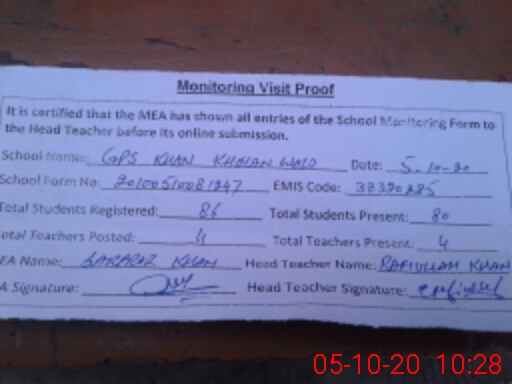 Monitoring Visit Proof
It is certified that the MEA has shown all entries of the School Monitoring Form to
the Head Teacher before its online submission.
School Name: GPS KHAN KHELAN WALA Date: 5-10-20
School Form No: EMIS Code:
Total Students Registered: 86 Total Students Present: 80
Total Teachers Posted: 4 Total Teachers Present: 4
EA Name: KHAN Head Teacher Name: RAFIULLAH KHAN
A Signature: Head Teacher Signature:
05-10-20 10:28